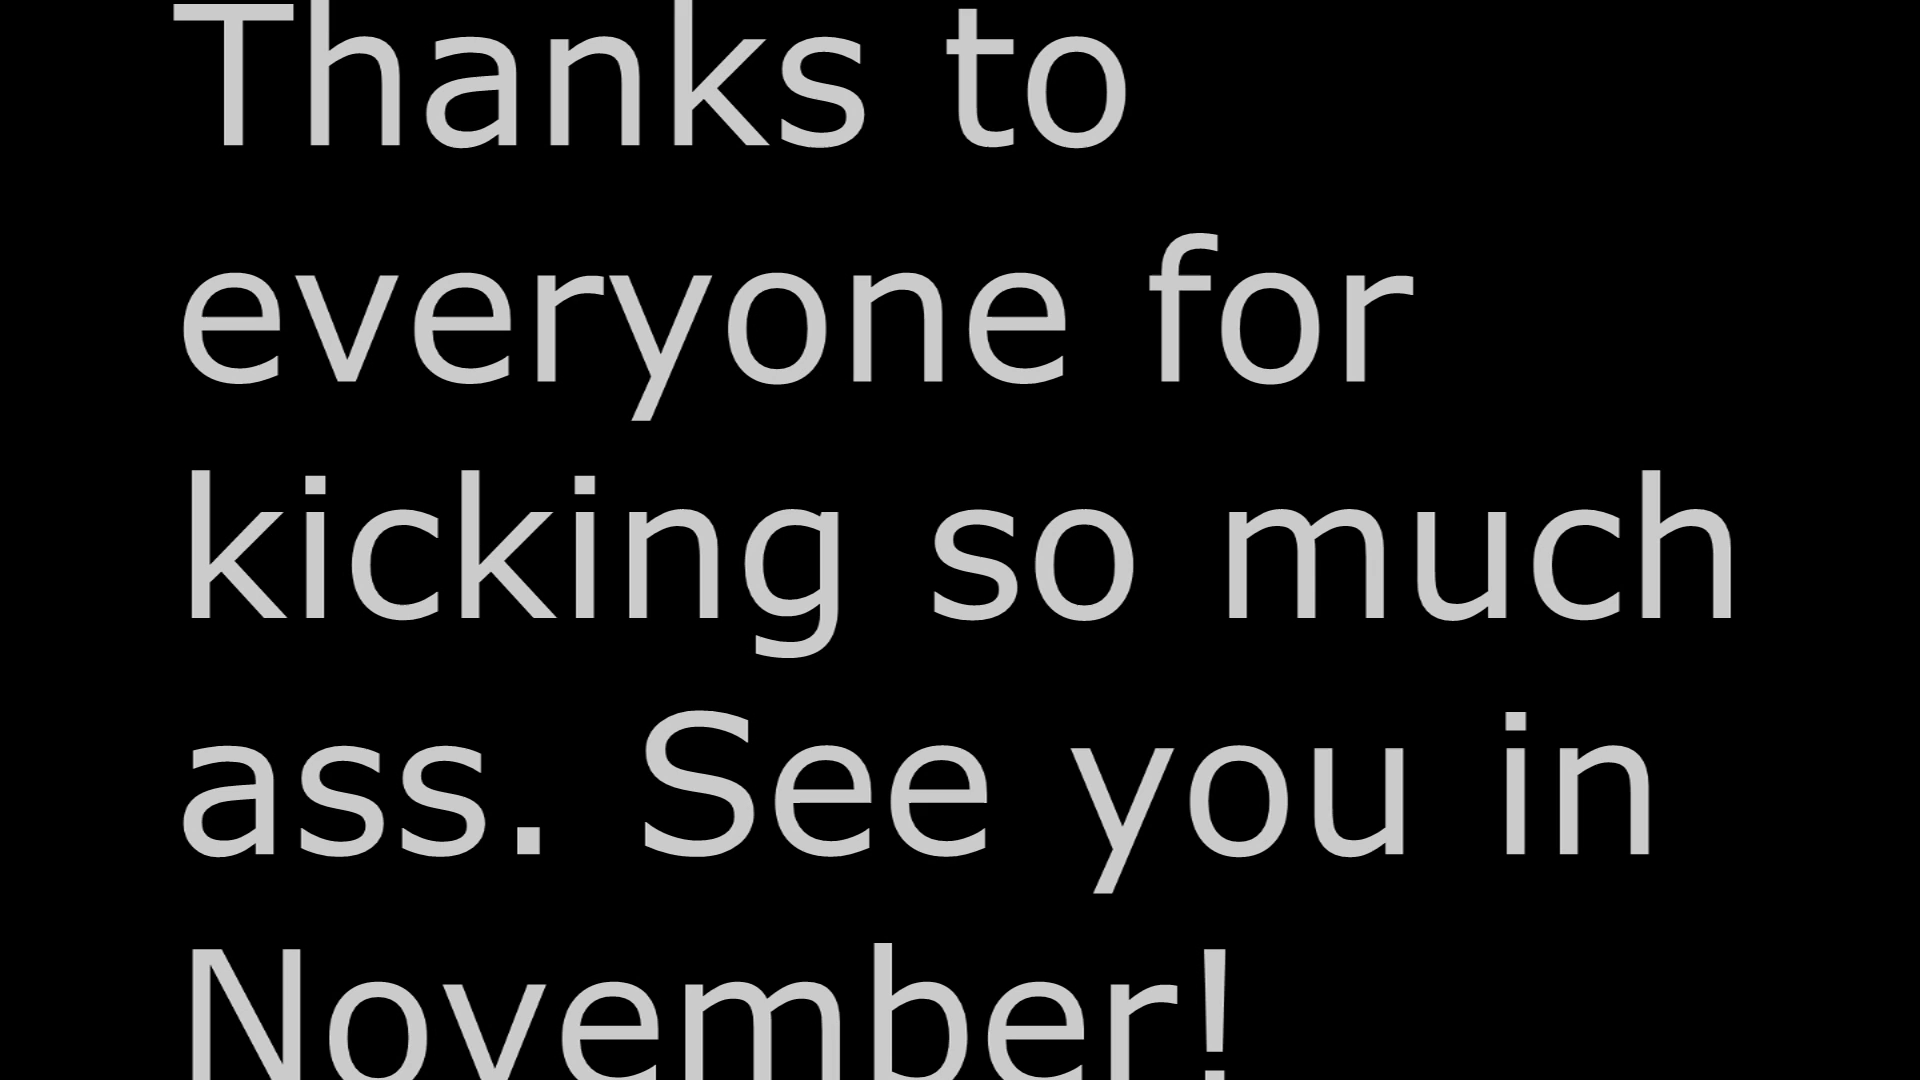 Thanks to
everyone for
kicking so much
ass. See you in
November!